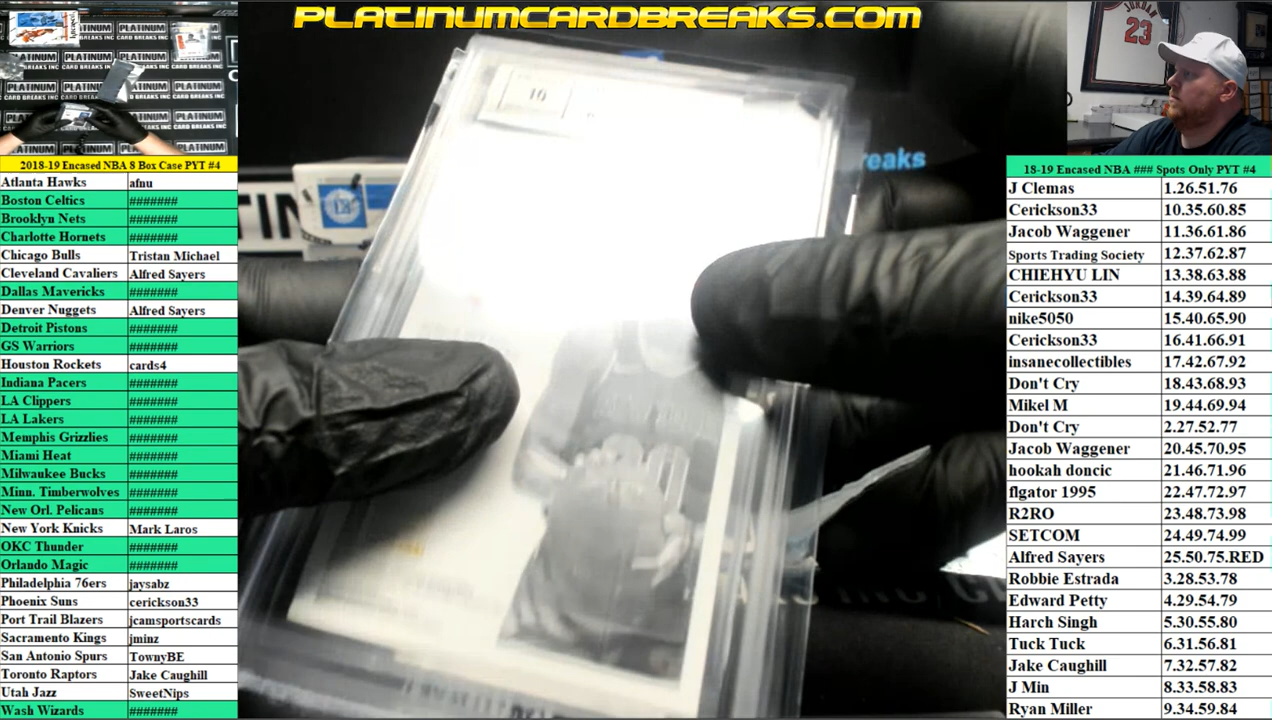 PLATINUMCARDBREAKS.COM
2018-19 Encased NBA 8 Box Case PYT #4
Atlanta Hawks afnu
Boston Celtics #######
Brooklyn Nets #######
Charlotte Hornets #######
Chicago Bulls Tristan Michael
Cleveland Cavaliers Alfred Sayers
Dallas Mavericks #######
Denver Nuggets Alfred Sayers
Detroit Pistons #######
GS Warriors #######
Houston Rockets cards4
Indiana Pacers #######
LA Clippers #######
LA Lakers #######
Memphis Grizzlies #######
Miami Heat #######
Milwaukee Bucks #######
Minn. Timberwolves #######
New Orl. Pelicans #######
New York Knicks Mark Laros
OKC Thunder #######
Orlando Magic #######
Philadelphia 76ers jaysabz
Phoenix Suns cerickson33
Port Trail Blazers jcamsportscards
Sacramento Kings jminz
San Antonio Spurs TownyBE
Toronto Raptors Jake Caughill
Utah Jazz SweetNips
Wash Wizards #######
10
reaks
JORDAN
23
18-19 Encased NBA ### Spots Only PYT #4
J Clemas 1.26.51.76
Cerickson33 10.35.60.85
Jacob Waggener 11.36.61.86
Sports Trading Society 12.37.62.87
CHIEHYU LIN 13.38.63.88
Cerickson33 14.39.64.89
nike5050 15.40.65.90
Cerickson33 16.41.66.91
insanecollectibles 17.42.67.92
Don't Cry 18.43.68.93
Mikel M 19.44.69.94
Don't Cry 2.27.52.77
Jacob Waggener 20.45.70.95
hookah doncic 21.46.71.96
flgator 1995 22.47.72.97
R2RO 23.48.73.98
SETCOM 24.49.74.99
Alfred Sayers 25.50.75.RED
Robbie Estrada 3.28.53.78
Edward Petty 4.29.54.79
Harch Singh 5.30.55.80
Tuck Tuck 6.31.56.81
Jake Caughill 7.32.57.82
J Min 8.33.58.83
Ryan Miller 9.34.59.84